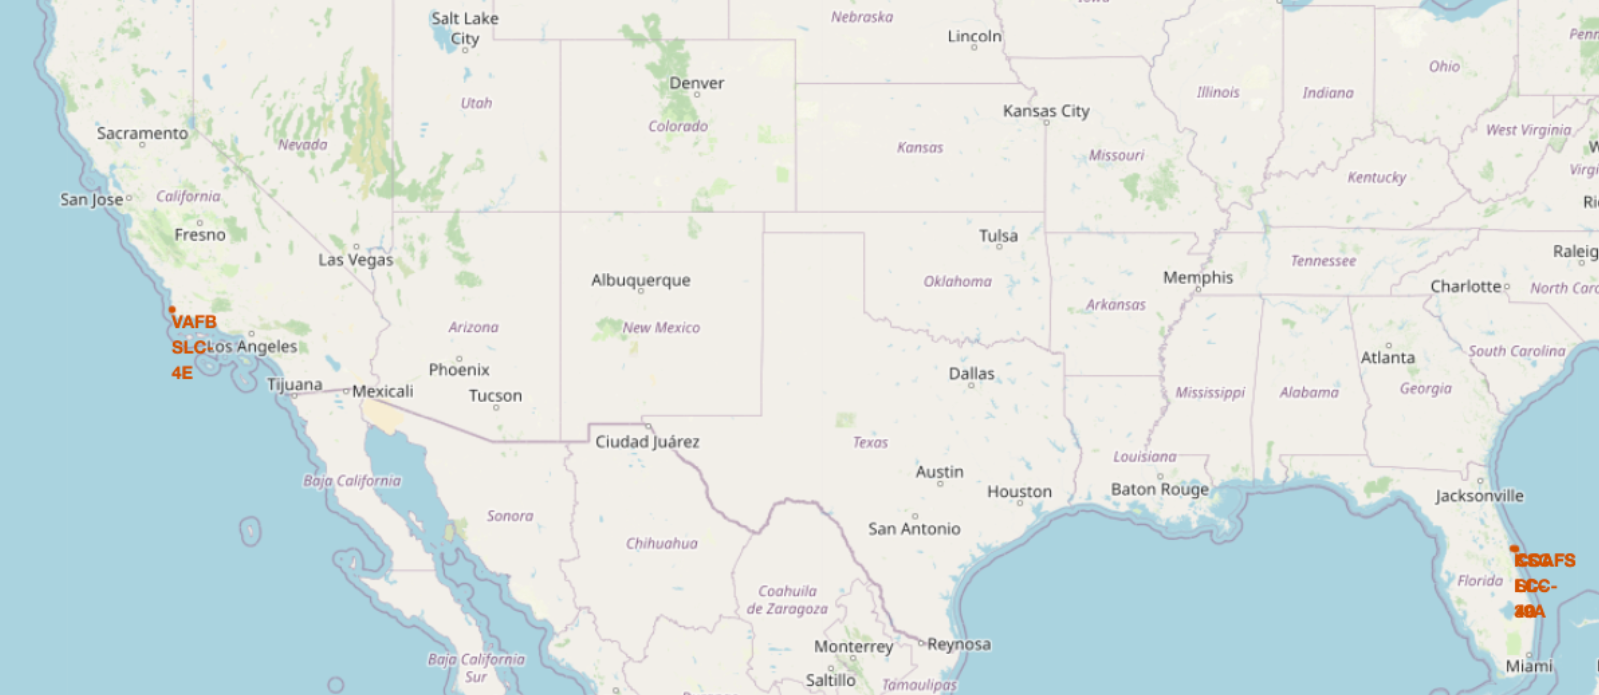 Iowa
Salt Lake
City
Nebraska
Lincoln
Denver
Utah
Colorado
Kansas City
Kansas
Missouri
Illinois
Indiana
Ohio
West Virginia
Kentucky
Sacramento
Nevada
San Jose
California
Fresno
Las Vegas
Albuquerque
Tulsa
Oklahoma
Memphis
Tennessee
Charlotte
Arkansas
VAFB
SLC-
4E
Los Angeles
Arizona
New Mexico
Phoenix
Tucson
Tijuana
Mexicali
Dallas
Atlanta
South Carolina
Mississippi
Alabama
Georgia
Ciudad Juárez
Texas
Louisiana
Austin
Houston
Baton Rouge
Jacksonville
San Antonio
Baja California
Sonora
Chihuahua
Coahuila
de Zaragoza
Florida
Monterrey
Reynosa
Saltillo
Tamaulipas
Baja California
Sur
Miami